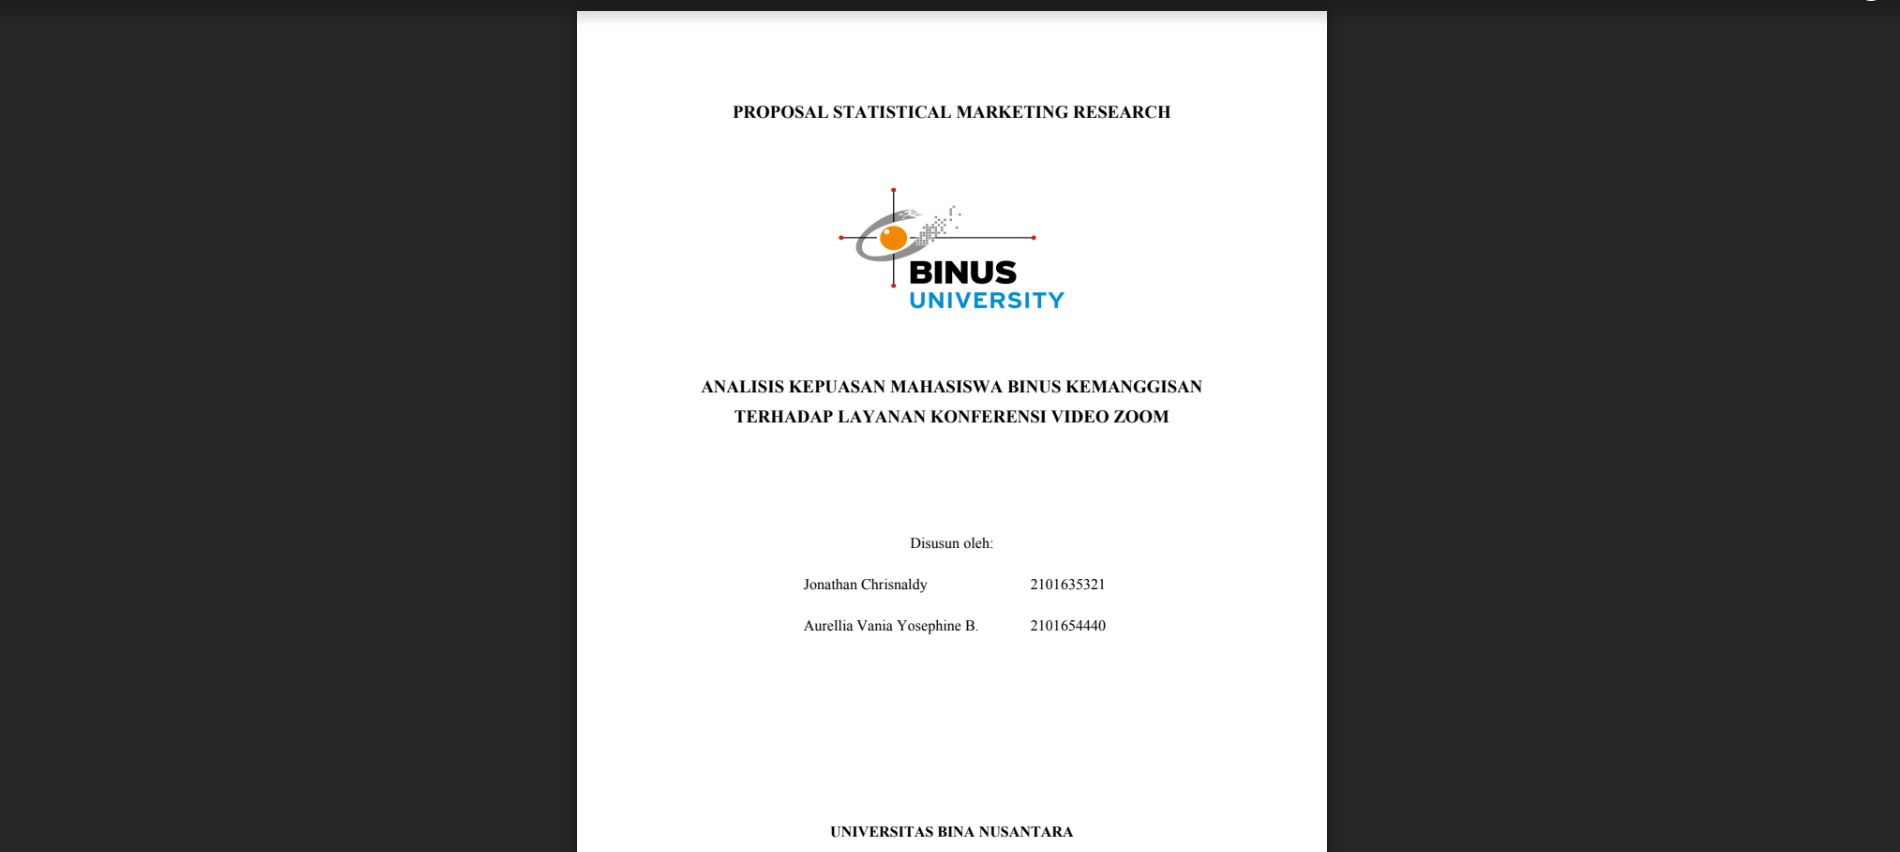 PROPOSAL STATISTICAL MARKETING RESEARCH
BINUS
UNIVERSITY
ANALISIS KEPUASAN MAHASISWA BINUS KEMANGGISAN
TERHADAP LAYANAN KONFERENSI VIDEO ZOOM
Disusun oleh:
Jonathan Chrisnaldy 2101635321
Aurellia Vania Yosephine B. 2101654440
UNIVERSITAS BINA NUSANTARA